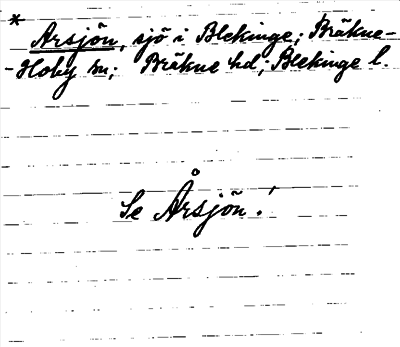 *
Arsjön, sjö i Blekinge; Bräkne-
-Hoby sn; Bräkne hd, Blekinge l.
Se Årsjön!